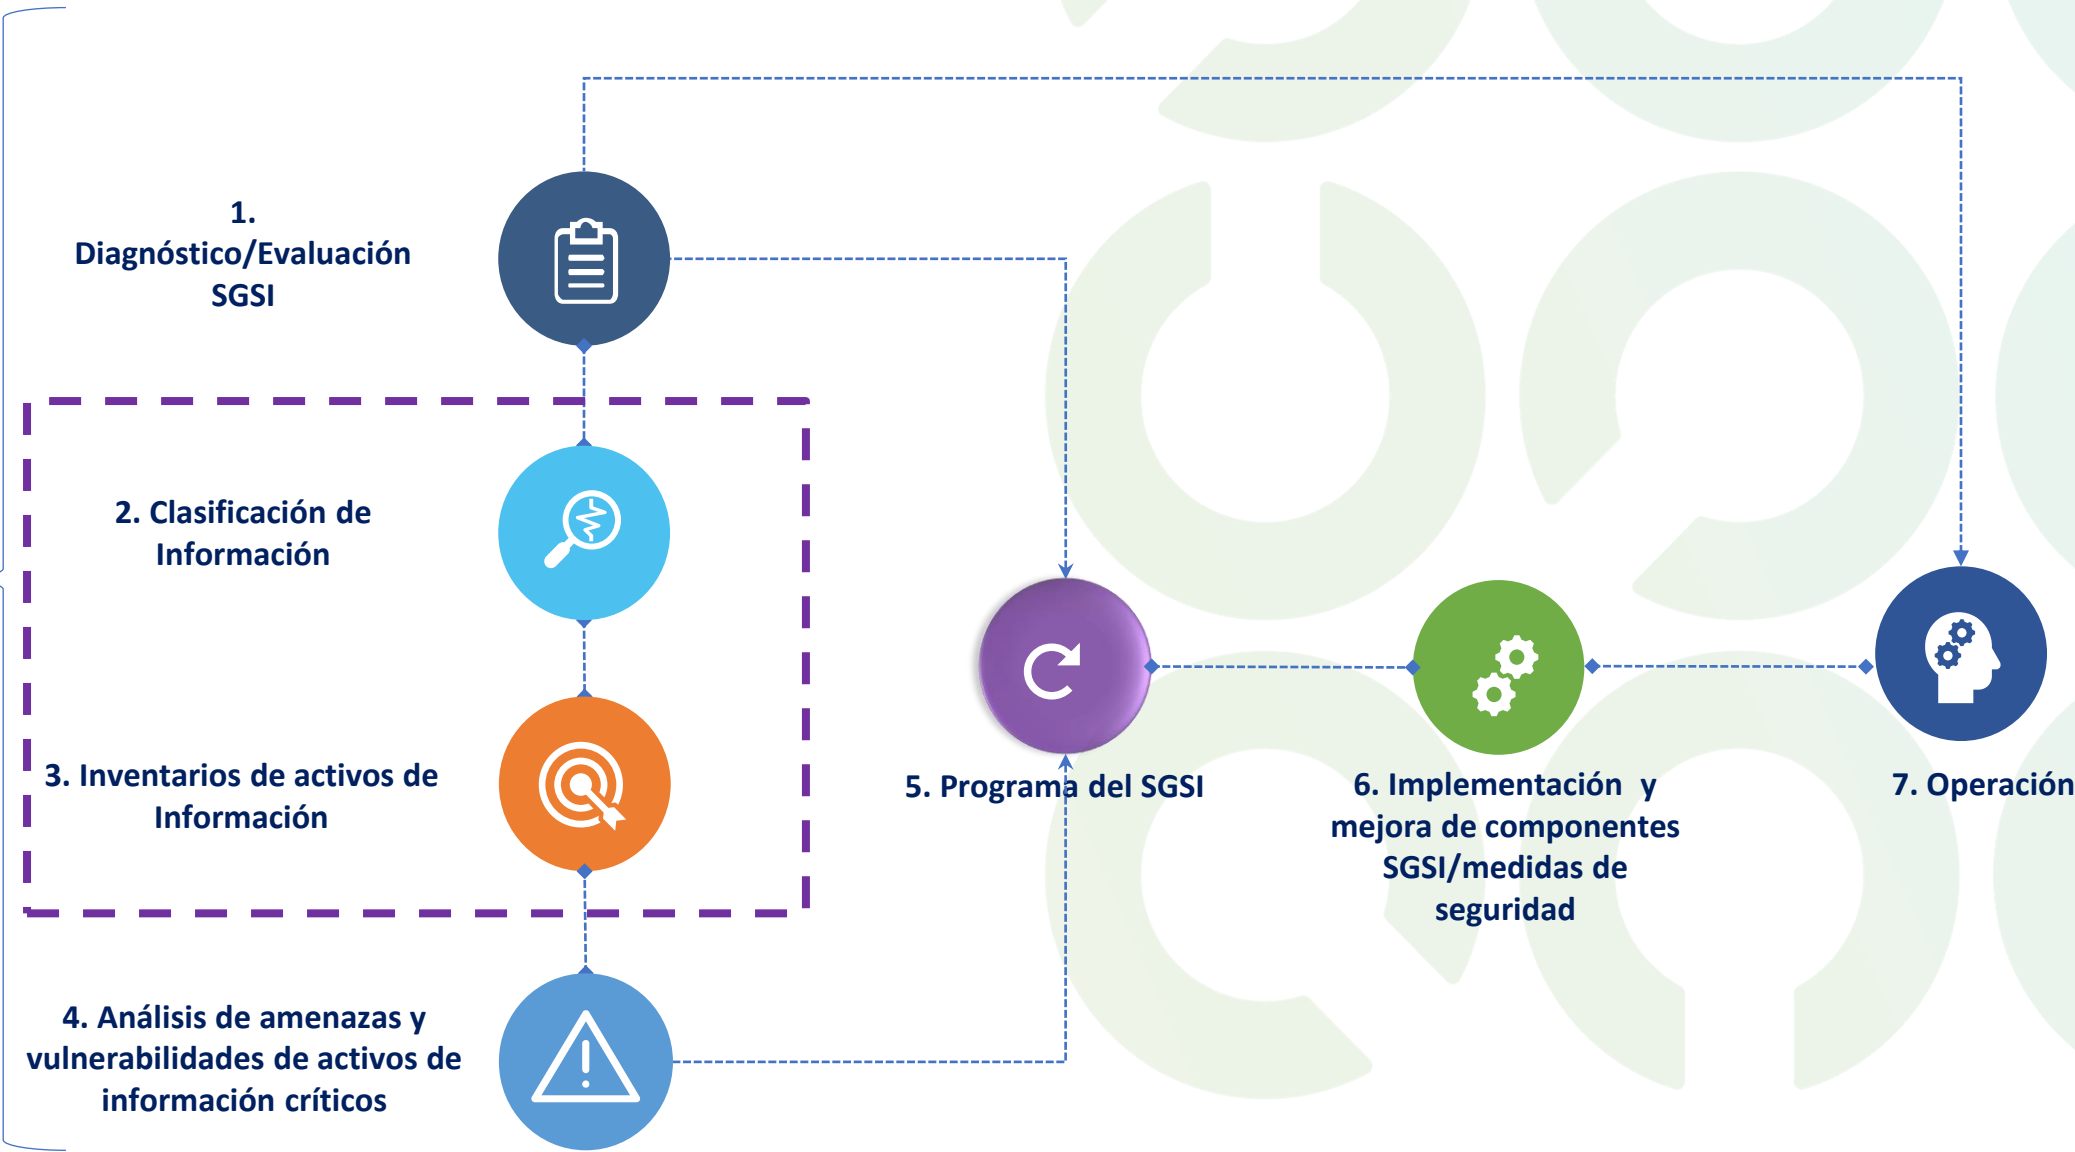 1.
Diagnóstico/Evaluación
SGSI
2. Clasificación de
Información
3. Inventarios de activos de
Información
4. Análisis de amenazas y
vulnerabilidades de activos de
información críticos
5. Programa del SGSI
6. Implementación y
mejora de componentes
SGSI/medidas de
seguridad
7. Operación